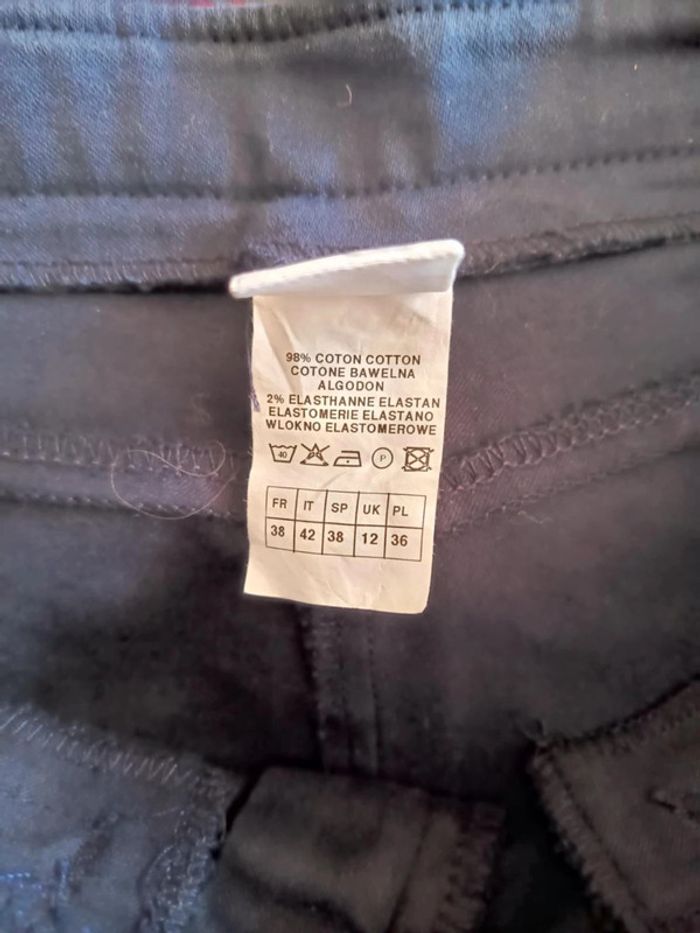 98% COTON COTTON
COTONE BAWELNA
ALGODON
2% ELASTHANNE ELASTAN
ELASTOMERIE ELASTANO
WLOKNO ELASTOMEROWE
40 P
FR IT SP UK PL
38 42 38 12 36